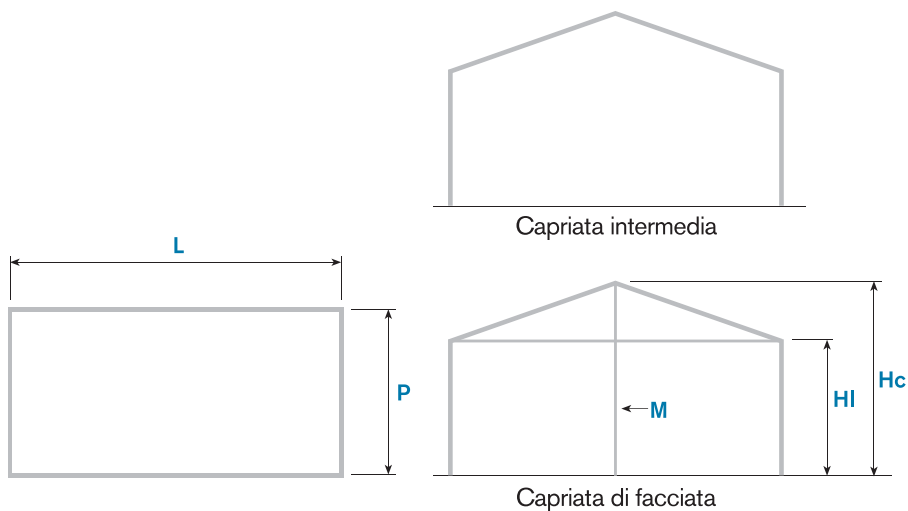 Capriata intermedia
L
P
M
Hl
Hc
Capriata di facciata